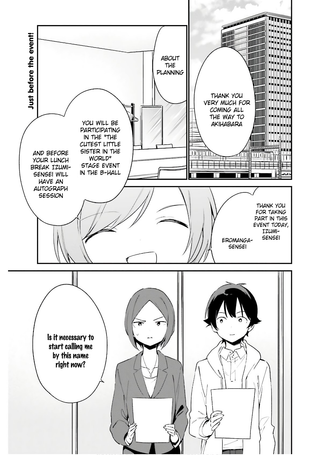 THANK YOU
VERY MUCH FOR
COMING
ALL THE
WAY TO
AKIHABARA
ABOUT
THE
PLANNING
Just before the event!
YOU WILL BE
PARTICIPATING
IN THE "THE
CUTEST LITTLE
SISTER IN THE
WORLD"
STAGE EVENT
IN THE B-HALL
AND BEFORE
YOUR LUNCH
BREAK IZUMI-
SENSEI WILL
HAVE AN
AUTOGRAPH
SESSION
THANK YOU
FOR TAKING
PART IN THIS
EVENT TODAY,
IZUMI-
SENSEI
EROMANGA-
SENSEI
Is it necessary to
start calling me
by this name
right now?